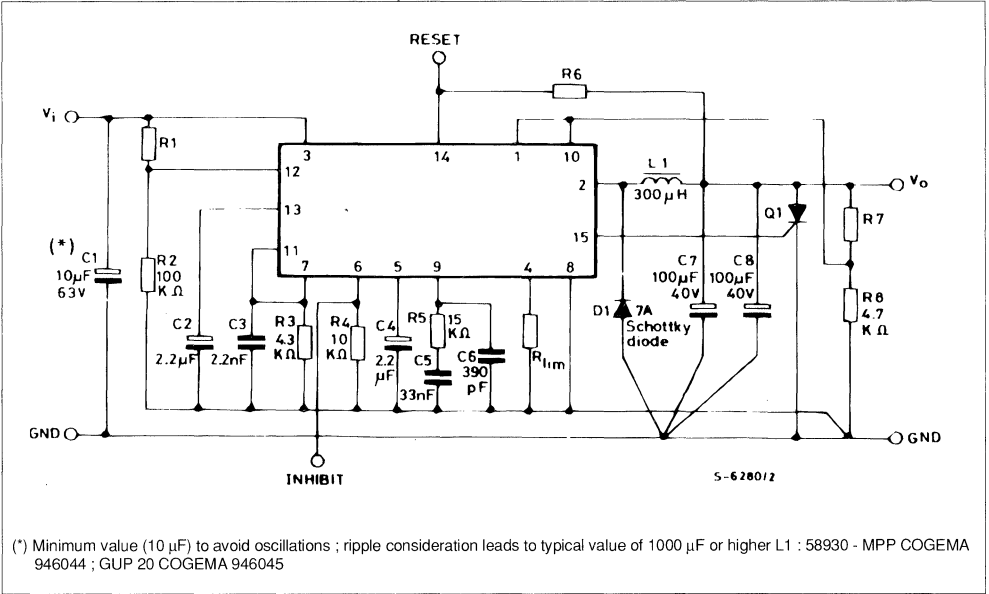 RESET
R6
Vi
R1
3
14
1
10
12
2
L1
300µH
Vo
13
Q1
R7
15
11
(*)
C1
10µF
63V
R2
100
KΩ
7
6
5
9
4
8
C7
100µF
40V
C8
100µF
40V
R8
4.7
KΩ
D1
7A
Schottky
diode
C2
2.2µF
C3
2.2nF
R3
4.3
KΩ
R4
10
KΩ
C4
2.2
µF
R5
15
KΩ
C5
33nF
C6
390
pF
Rlim
GND
GND
INHIBIT
S-6280/2
(*) Minimum value (10 µF) to avoid oscillations ; ripple consideration leads to typical value of 1000 µF or higher L1 : 58930 - MPP COGEMA
946044 ; GUP 20 COGEMA 946045